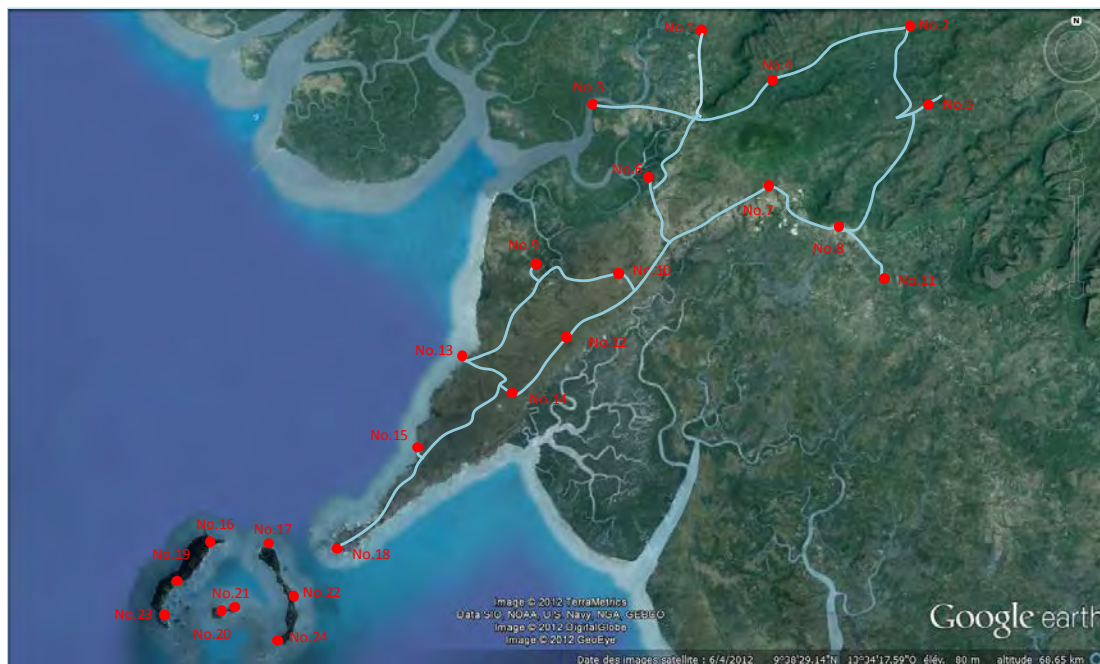 N
No.2
No.4
No.3
No.5
No.6
No.7
No.8
No.9
No.10
No.11
No.12
No.13
No.14
No.15
No.16
No.17
No.18
No.19
No.21
No.22
No.23
No.20
No.24
Image © 2012 TerraMetrics
Data SIO, NOAA, U.S. Navy, NGA, GEBCO
Image © 2012 DigitalGlobe
Image © 2012 GeoEye
Google earth
Date des images satellite : 6/4/2012 9°38'29.14"N 13°34'17.59"O élév. 80 m altitude 68.65 km